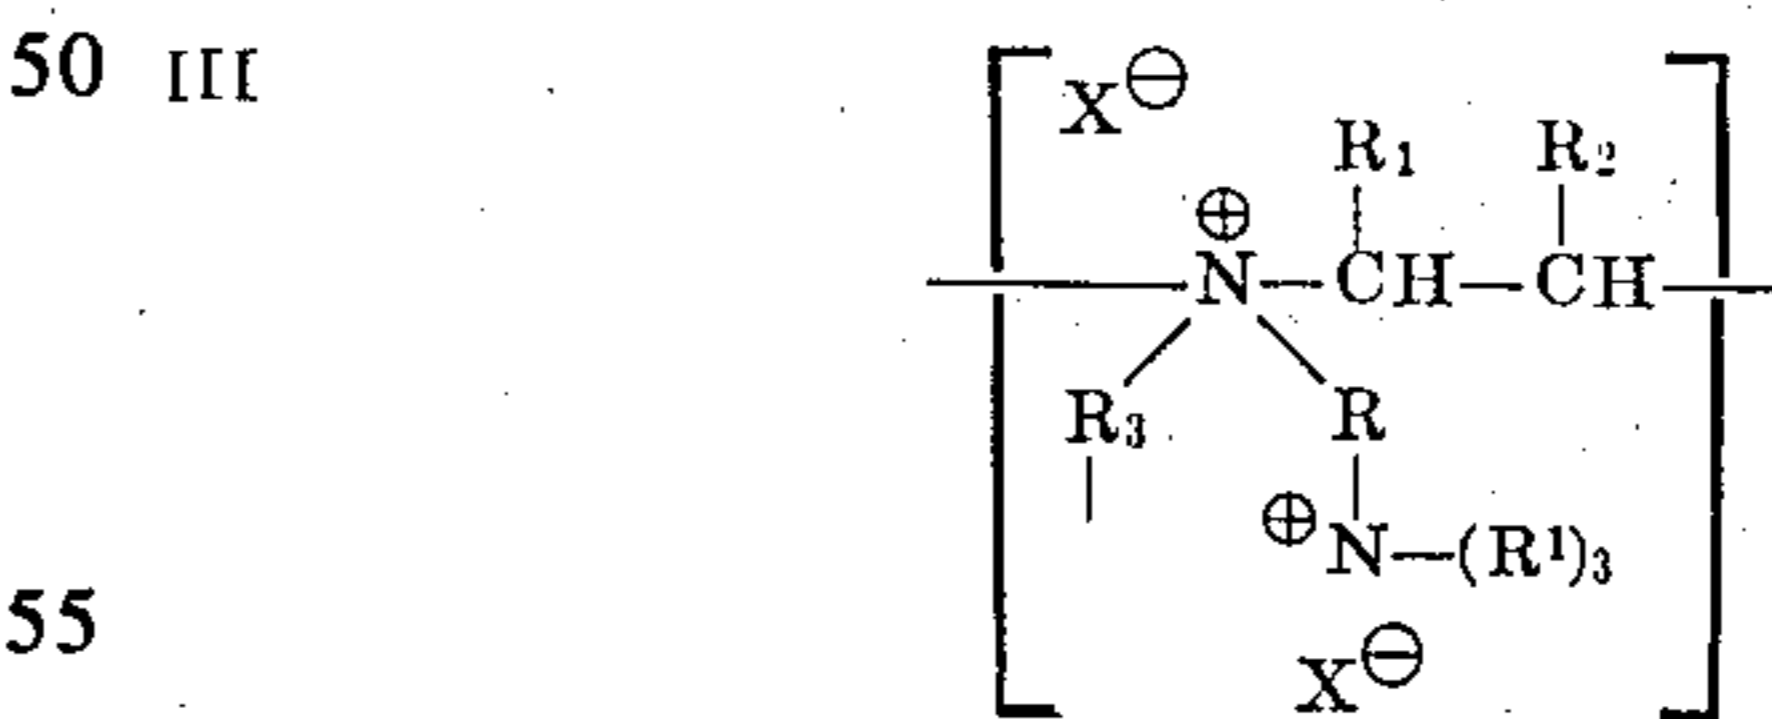 50 III
X⊖
R₁ R₂
⊕
N—CH—CH
R₃ R
⊕N—(R¹)₃
55
X⊖